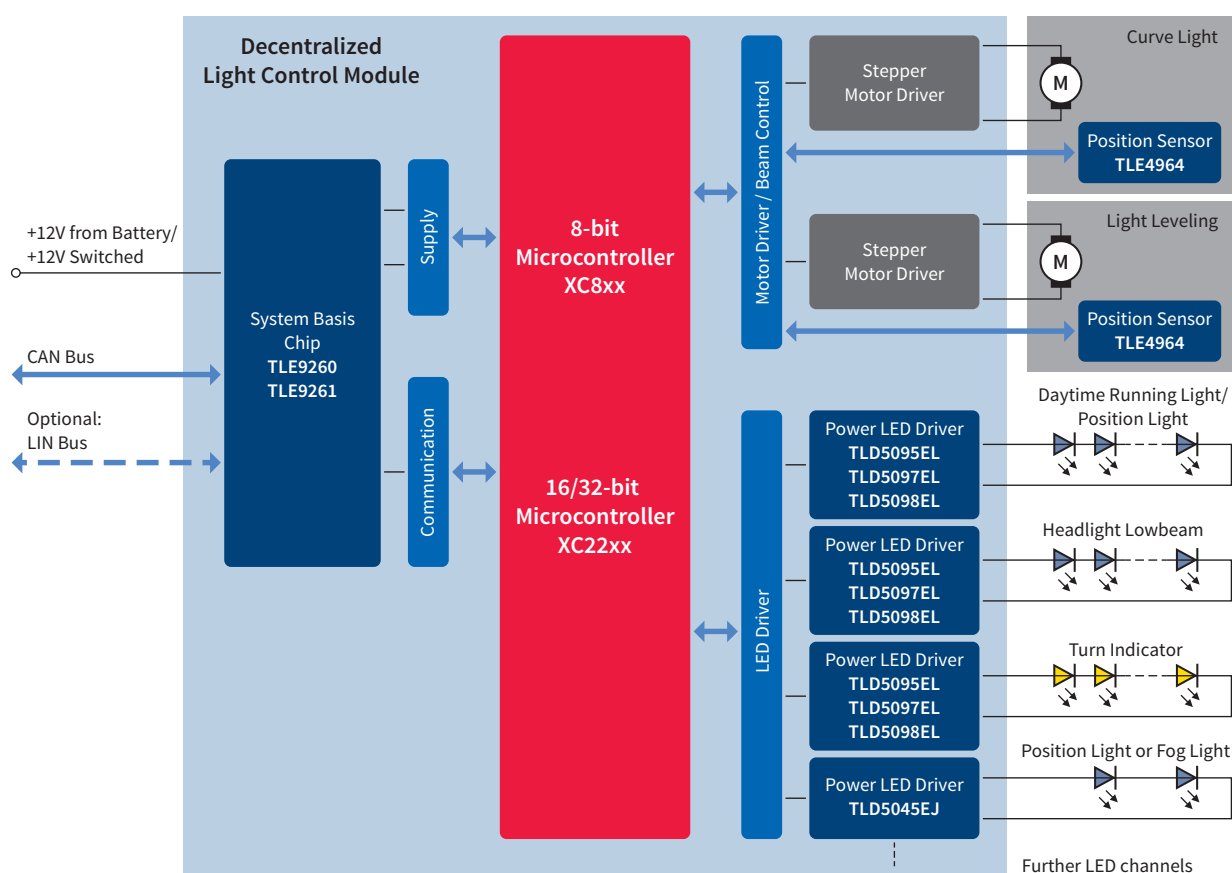 Decentralized
Light Control Module
+12V from Battery/
+12V Switched
CAN Bus
Optional:
LIN Bus
System Basis
Chip
TLE9260
TLE9261
Supply
Communication
8-bit
Microcontroller
XC8xx
16/32-bit
Microcontroller
XC22xx
Motor Driver / Beam Control
LED Driver
Stepper
Motor Driver
Curve Light
M
Position Sensor
TLE4964
Stepper
Motor Driver
Light Leveling
M
Position Sensor
TLE4964
Power LED Driver
TLD5095EL
TLD5097EL
TLD5098EL
Daytime Running Light/
Position Light
Power LED Driver
TLD5095EL
TLD5097EL
TLD5098EL
Headlight Lowbeam
Power LED Driver
TLD5095EL
TLD5097EL
TLD5098EL
Turn Indicator
Power LED Driver
TLD5045EJ
Position Light or Fog Light
Further LED channels